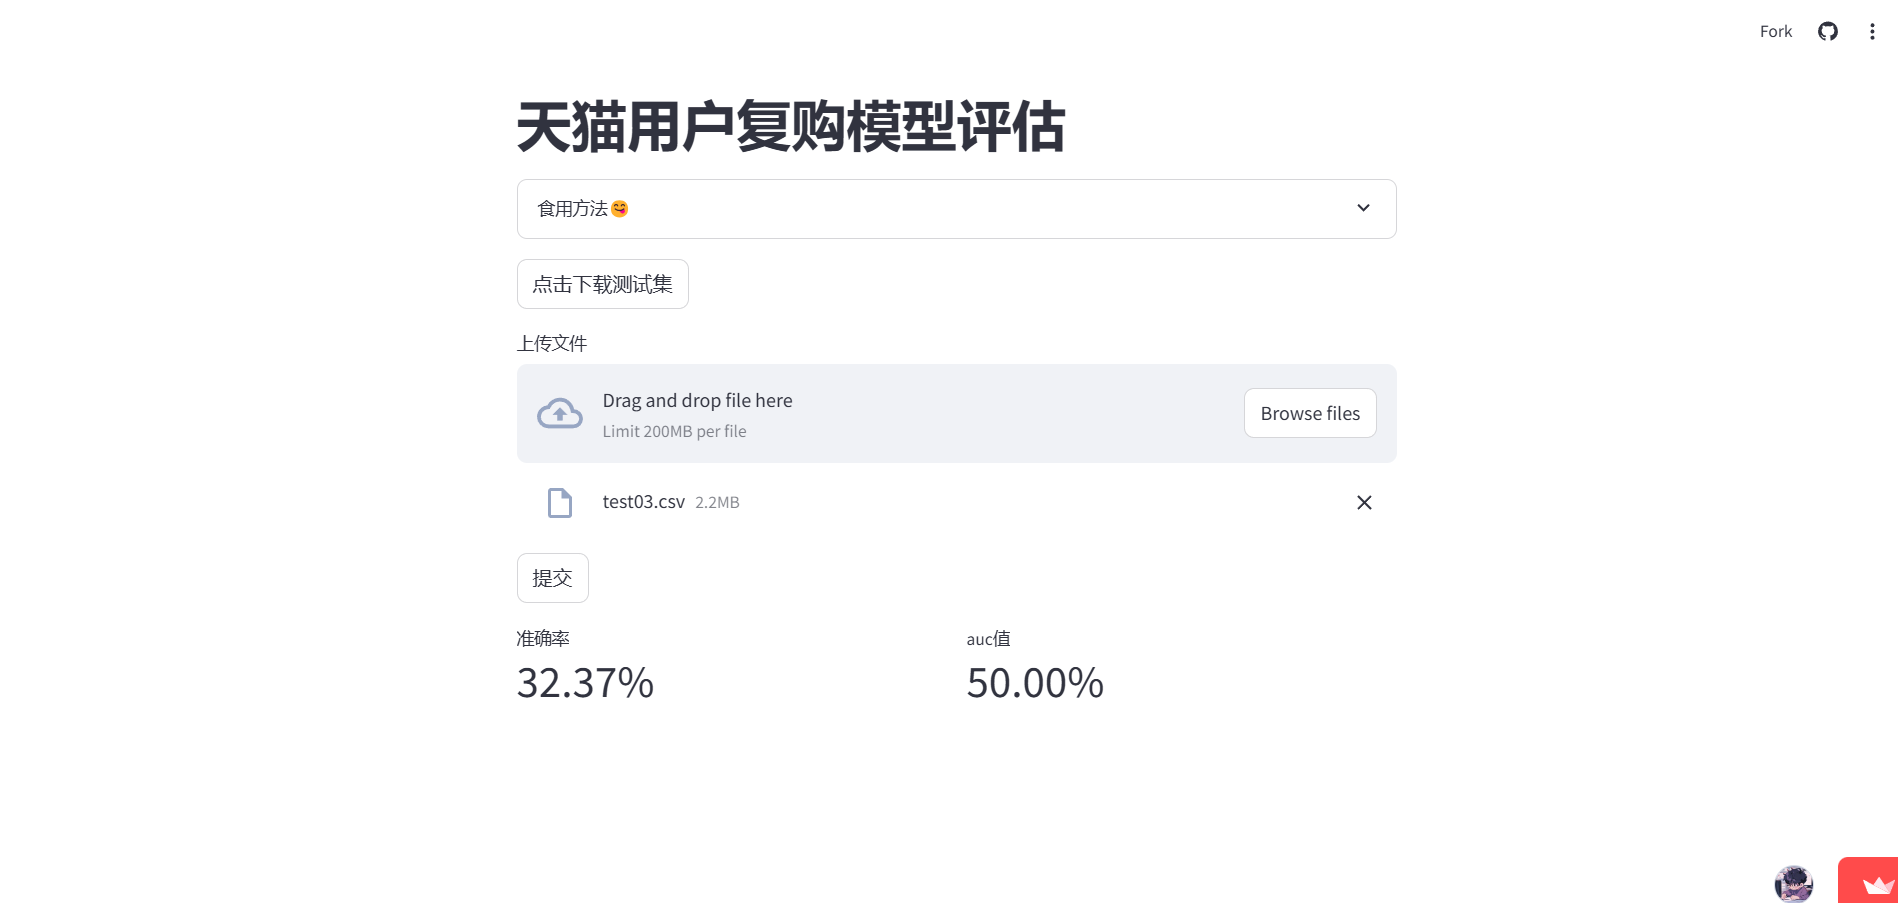 Fork
天猫用户复购模型评估
食用方法😋
点击下载测试集
上传文件
Drag and drop file here
Limit 200MB per file
Browse files
test03.csv 2.2MB
提交
准确率 auc值
32.37% 50.00%